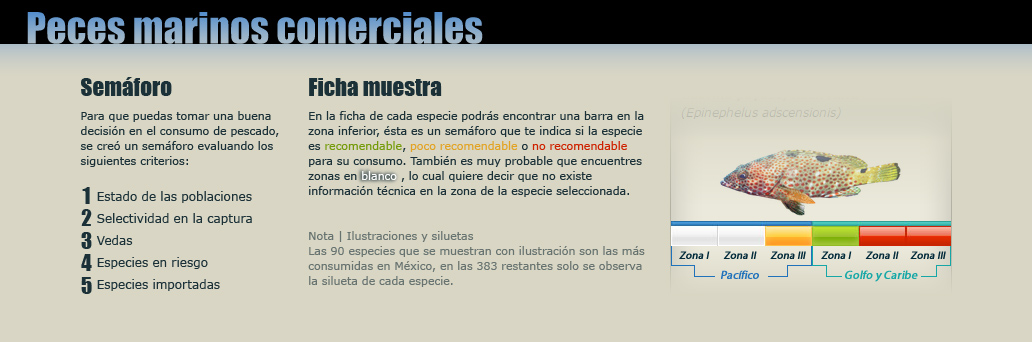 Peces marinos comerciales
Semáforo
Para que puedas tomar una buena
decisión en el consumo de pescado,
se creó un semáforo evaluando los
siguientes criterios:
1 Estado de las poblaciones
2 Selectividad en la captura
3 Vedas
4 Especies en riesgo
5 Especies importadas
Ficha muestra
En la ficha de cada especie podrás encontrar una barra en la
zona inferior, ésta es un semáforo que te indica si la especie
es recomendable, poco recomendable o no recomendable
para su consumo. También es muy probable que encuentres
zonas en blanco , lo cual quiere decir que no existe
información técnica en la zona de la especie seleccionada.
Nota | Ilustraciones y siluetas
Las 90 especies que se muestran con ilustración son las más
consumidas en México, en las 383 restantes solo se observa
la silueta de cada especie.
(Epinephelus adscensionis)
Zona I Zona II Zona III Zona I Zona II Zona III
Pacífico Golfo y Caribe